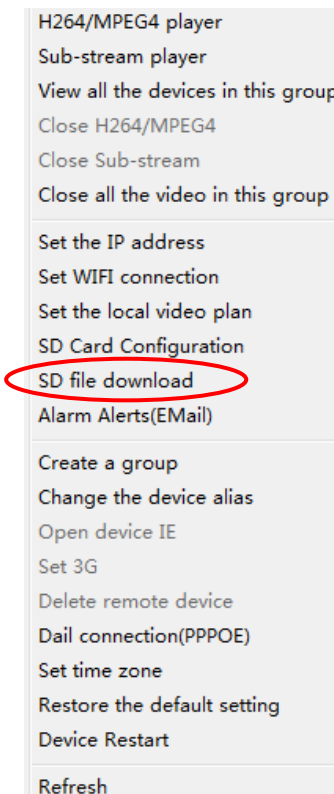 H264/MPEG4 player
Sub-stream player
View all the devices in this group
Close H264/MPEG4
Close Sub-stream
Close all the video in this group
Set the IP address
Set WIFI connection
Set the local video plan
SD Card Configuration
SD file download
Alarm Alerts(EMail)
Create a group
Change the device alias
Open device IE
Set 3G
Delete remote device
Dail connection(PPPOE)
Set time zone
Restore the default setting
Device Restart
Refresh